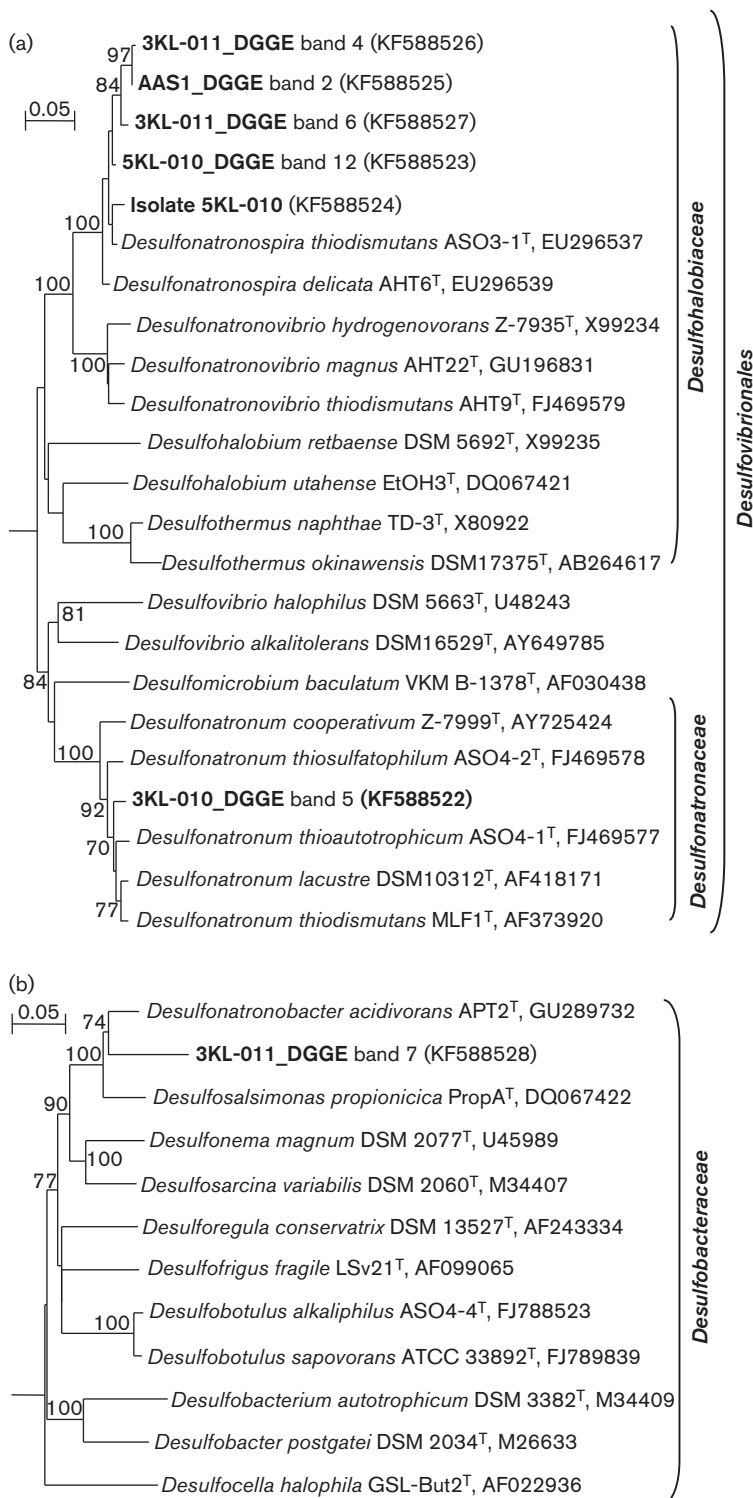 (a)
3KL-011_DGGE band 4 (KF588526)
97
AAS1_DGGE band 2 (KF588525)
84
0.05
3KL-011_DGGE band 6 (KF588527)
5KL-010_DGGE band 12 (KF588523)
Isolate 5KL-010 (KF588524)
100
Desulfonatronospira thiodismutans ASO3-1ᵀ, EU296537
100
Desulfonatronospira delicata AHT6ᵀ, EU296539
Desulfonatronovibrio hydrogenovorans Z-7935ᵀ, X99234
100
Desulfonatronovibrio magnus AHT22ᵀ, GU196831
Desulfonatronovibrio thiodismutans AHT9ᵀ, FJ469579
Desulfohalobium retbaense DSM 5692ᵀ, X99235
Desulfohalobium utahense EtOH3ᵀ, DQ067421
100
Desulfothermus naphthae TD-3ᵀ, X80922
Desulfothermus okinawensis DSM17375ᵀ, AB264617
Desulfohalobiaceae
Desulfovibrionales
Desulfovibrio halophilus DSM 5663ᵀ, U48243
81
Desulfovibrio alkalitolerans DSM16529ᵀ, AY649785
84
Desulfomicrobium baculatum VKM B-1378ᵀ, AF030438
Desulfonatronum cooperativum Z-7999ᵀ, AY725424
100
Desulfonatronum thiosulfatophilum ASO4-2ᵀ, FJ469578
92
3KL-010_DGGE band 5 (KF588522)
70
Desulfonatronum thioautotrophicum ASO4-1ᵀ, FJ469577
Desulfonatronum lacustre DSM10312ᵀ, AF418171
77
Desulfonatronum thiodismutans MLF1ᵀ, AF373920
Desulfonatronaceae
(b)
0.05
Desulfonatronobacter acidivorans APT2ᵀ, GU289732
74
100
3KL-011_DGGE band 7 (KF588528)
Desulfosalsimonas propionicica PropAᵀ, DQ067422
90
Desulfonema magnum DSM 2077ᵀ, U45989
100
77
Desulfosarcina variabilis DSM 2060ᵀ, M34407
Desulforegula conservatrix DSM 13527ᵀ, AF243334
Desulfofrigus fragile LSv21ᵀ, AF099065
Desulfobotulus alkaliphilus ASO4-4ᵀ, FJ788523
100
Desulfobotulus sapovorans ATCC 33892ᵀ, FJ789839
Desulfobacterium autotrophicum DSM 3382ᵀ, M34409
100
Desulfobacter postgatei DSM 2034ᵀ, M26633
Desulfocella halophila GSL-But2ᵀ, AF022936
Desulfobacteraceae